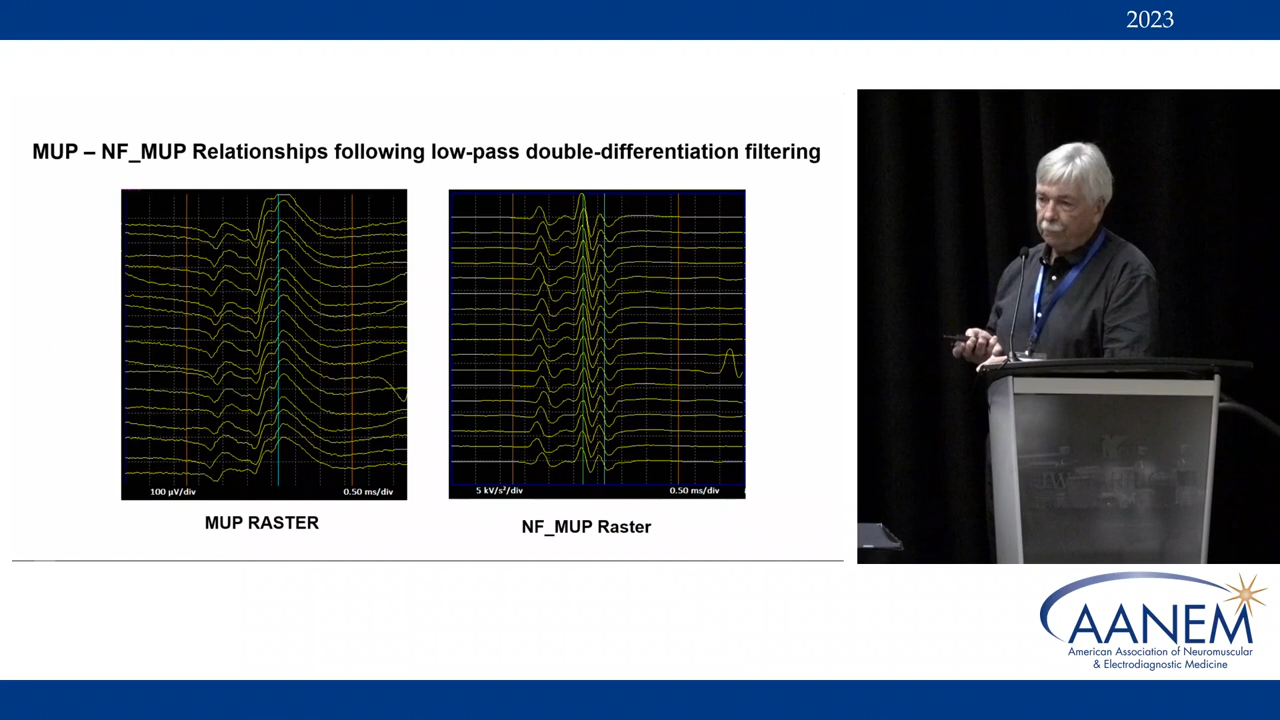 2023
MUP – NF_MUP Relationships following low-pass double-differentiation filtering
100 µV/div 0.50 ms/div
5 kV/s²/div 0.50 ms/div
MUP RASTER
NF_MUP Raster
AANEM
American Association of Neuromuscular
& Electrodiagnostic Medicine